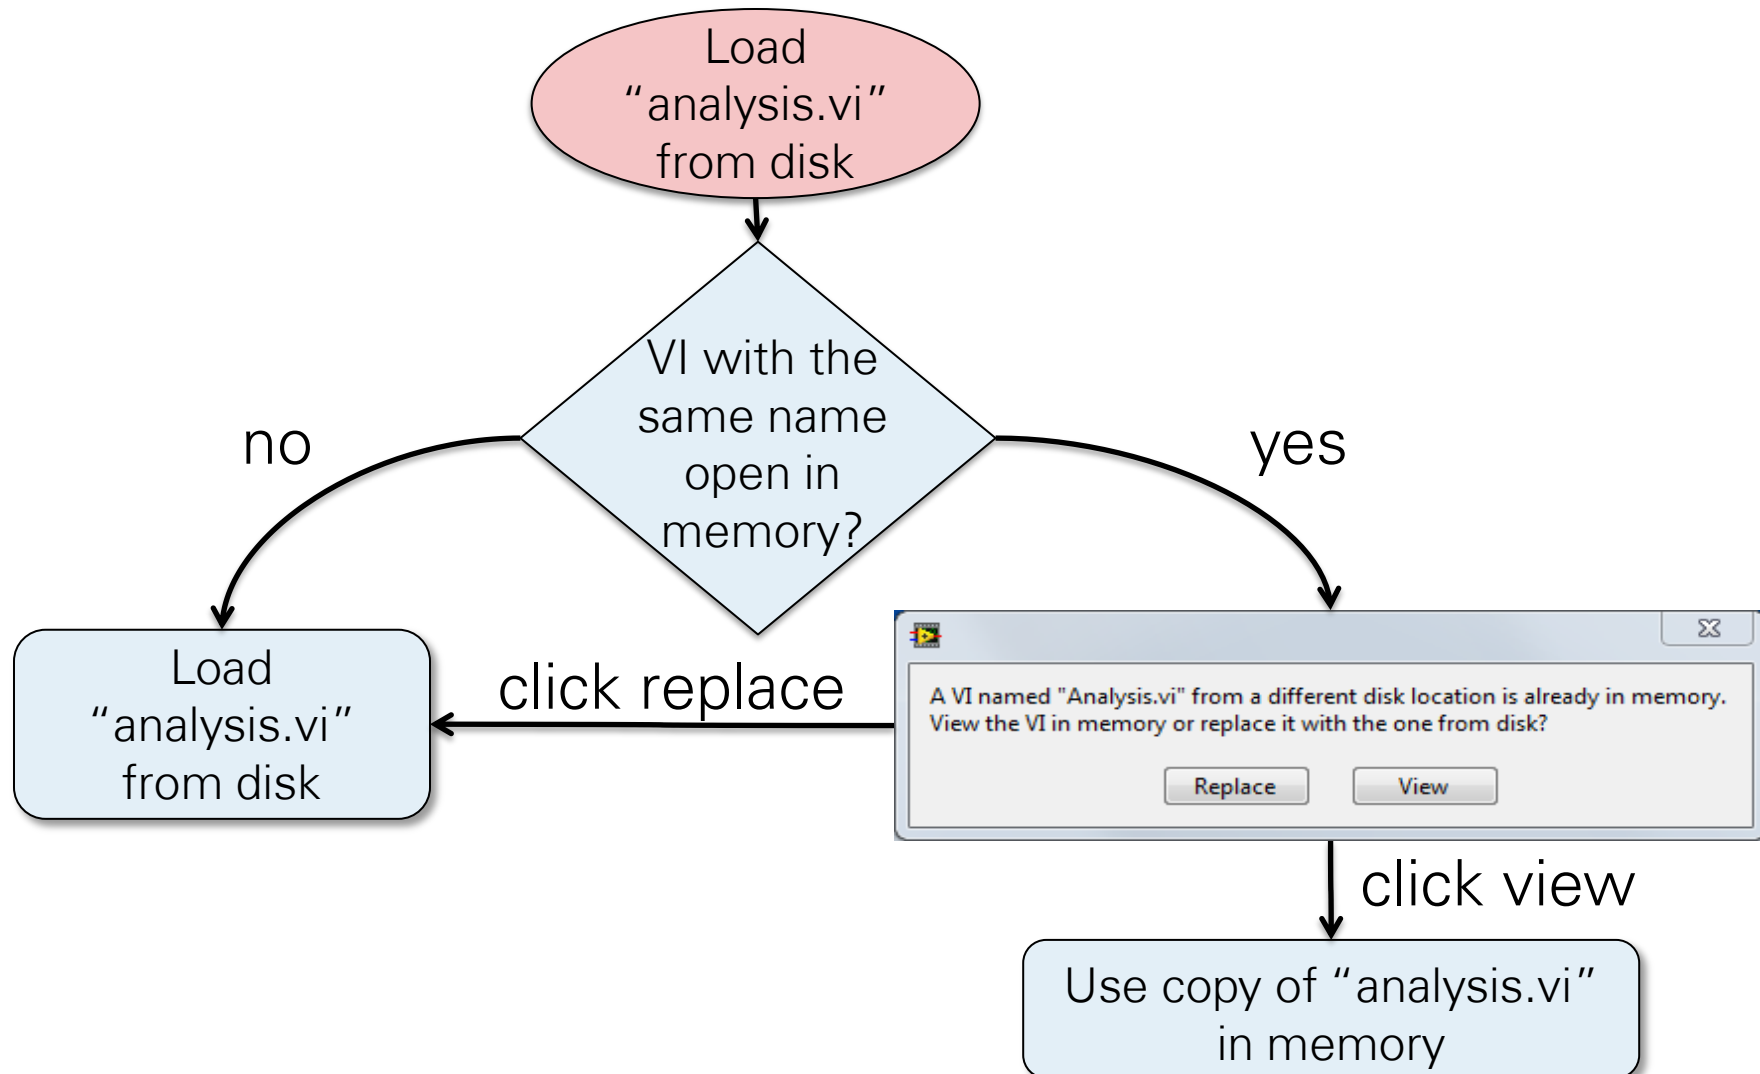 Load
“analysis.vi”
from disk
VI with the
same name
open in
memory?
no
yes
Load
“analysis.vi”
from disk
click replace
A VI named "Analysis.vi" from a different disk location is already in memory.
View the VI in memory or replace it with the one from disk?
Replace
View
click view
Use copy of “analysis.vi”
in memory